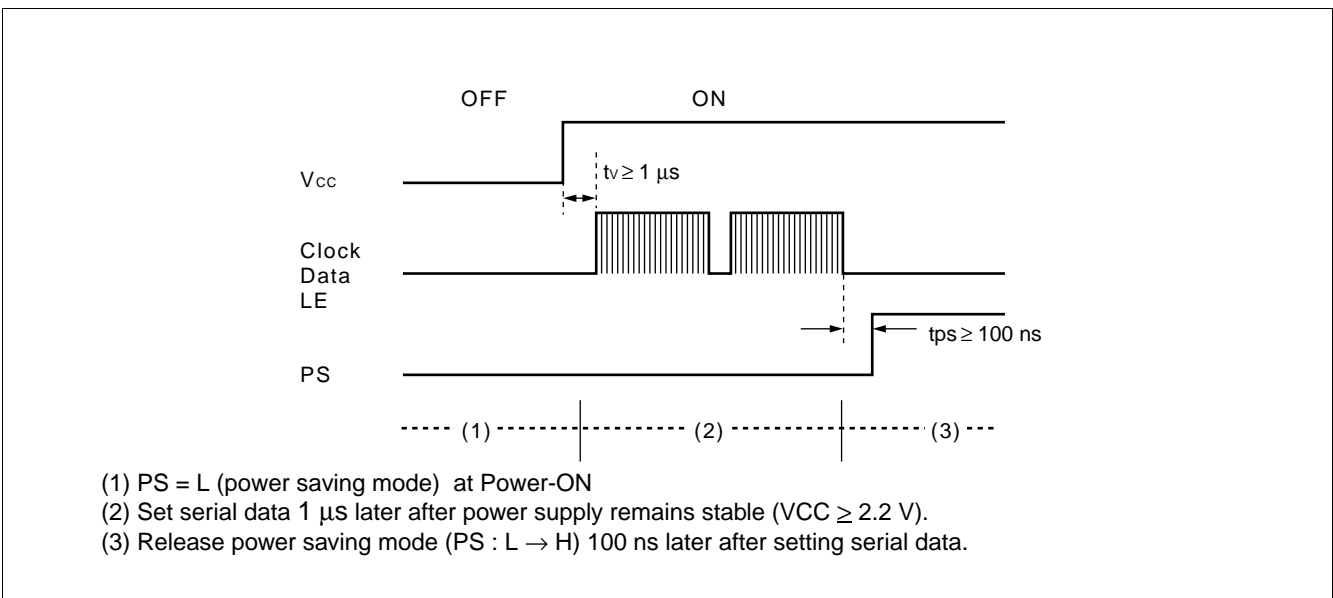 OFF ON
Vcc
tv ≥ 1 μs
Clock
Data
LE
tps ≥ 100 ns
PS
(1) (2) (3)
(1) PS = L (power saving mode) at Power-ON
(2) Set serial data 1 μs later after power supply remains stable (VCC ≥ 2.2 V).
(3) Release power saving mode (PS : L → H) 100 ns later after setting serial data.